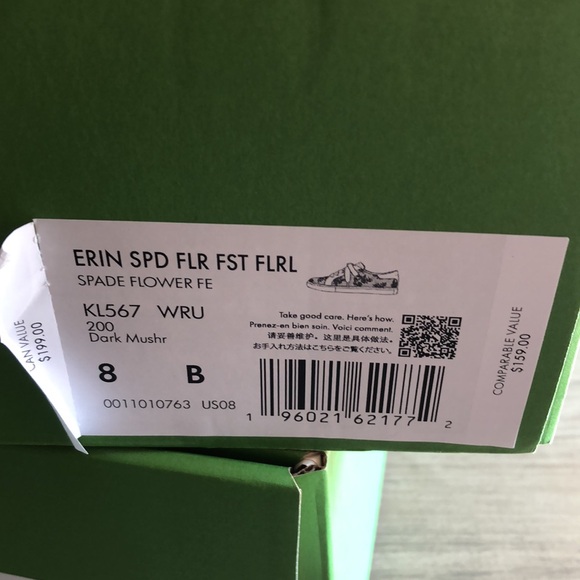 ERIN SPD FLR FST FLRL
SPADE FLOWER FE
KL567 WRU
200
Dark Mushr
8 B
0011010763 US08
Take good care. Here's how.
Prenez-en bien soin. Voici comment.
请妥善维护。这里是具体做法。
お手入れ方法はこちらをご覧ください。
1 96021 62177 2
COMPARABLE VALUE
$159.00
CAN VALUE
$199.00